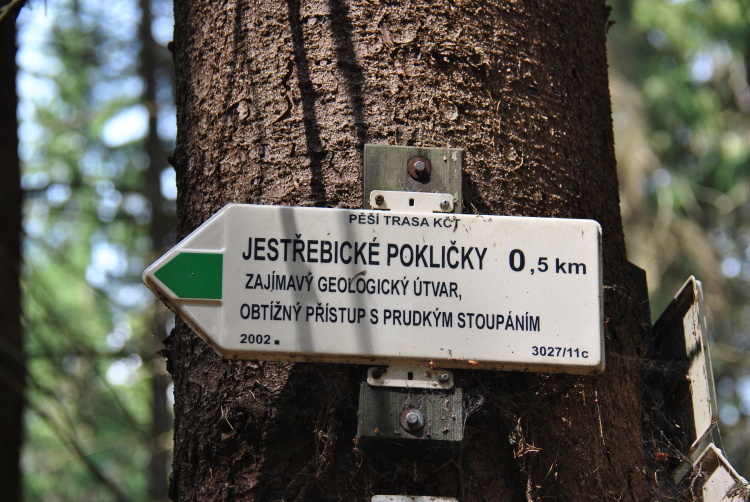 PĚŠÍ TRASA KČT
JESTŘEBICKÉ POKLIČKY 0,5 km
ZAJÍMAVÝ GEOLOGICKÝ ÚTVAR,
OBTÍŽNÝ PŘÍSTUP S PRUDKÝM STOUPÁNÍM
2002. 3027/11c